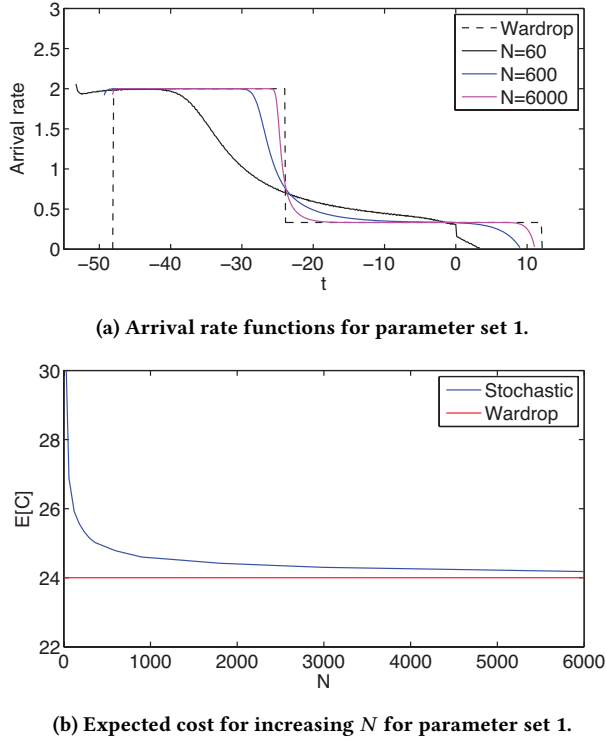 3
2.5
2
1.5
1
0.5
0
Arrival rate
Wardrop
N=60
N=600
N=6000
−50 −40 −30 −20 −10 0 10
t
(a) Arrival rate functions for parameter set 1.
30
28
26
24
22
E[C]
Stochastic
Wardrop
0 1000 2000 3000 4000 5000 6000
N
(b) Expected cost for increasing N for parameter set 1.